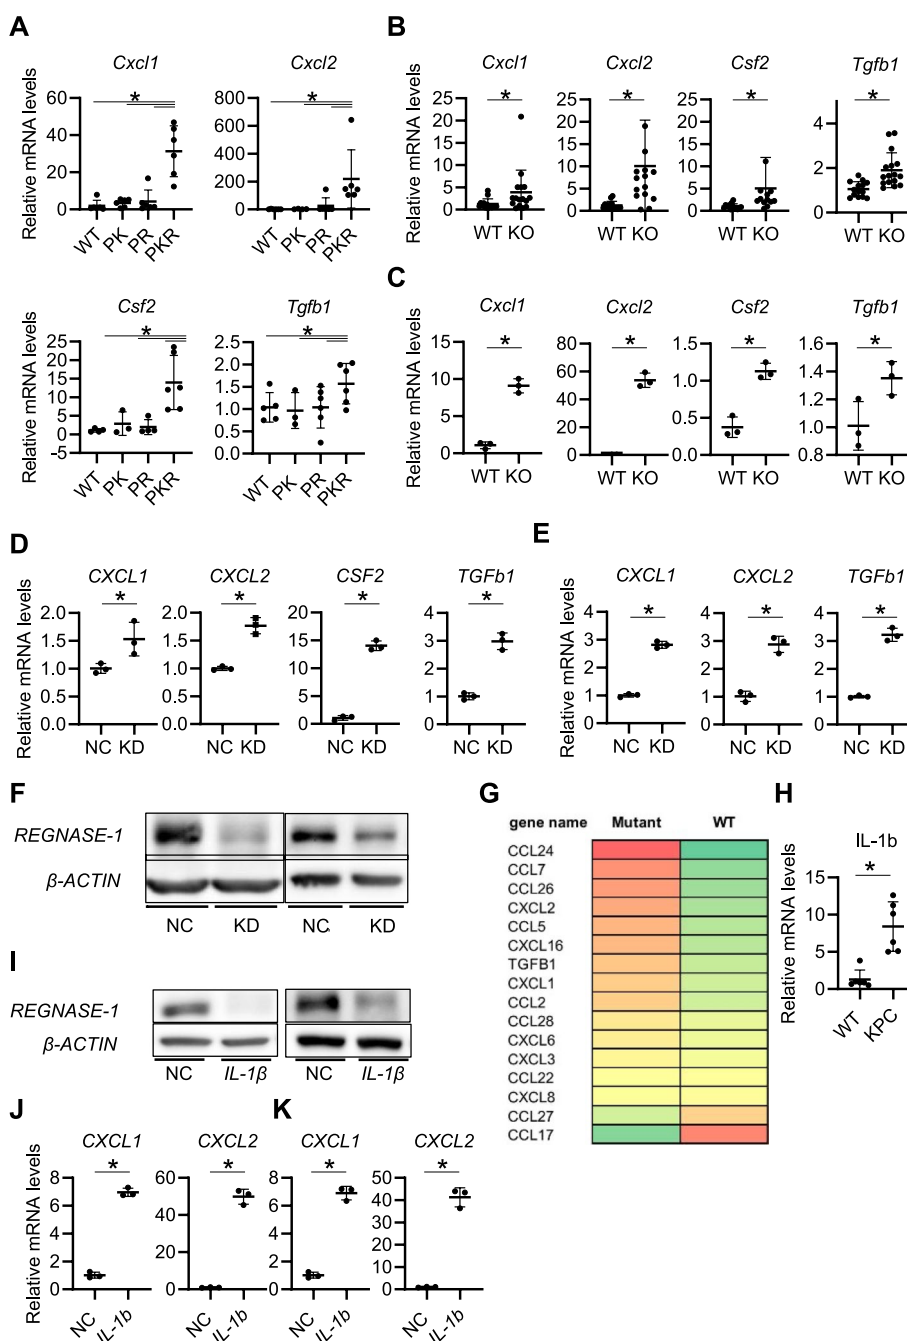 A
Cxcl1
Cxcl2
Relative mRNA levels
60
40
20
0
WT
PK
PR
PKR
*
800
600
400
200
0
WT
PK
PR
PKR
*
Csf2
Tgfb1
Relative mRNA levels
25
20
15
10
5
0
-5
WT
PK
PR
PKR
*
2.5
2.0
1.5
1.0
0.5
0.0
WT
PK
PR
PKR
*
B
Cxcl1
Cxcl2
Csf2
Tgfb1
Relative mRNA levels
25
20
15
10
5
0
WT KO
*
25
20
15
10
5
0
WT KO
*
25
20
15
10
5
0
WT KO
*
6
4
2
0
WT KO
*
C
Cxcl1
Cxcl2
Csf2
Tgfb1
Relative mRNA levels
15
10
5
0
WT KO
*
80
60
40
20
0
WT KO
*
1.5
1.0
0.5
0.0
WT KO
*
1.6
1.4
1.2
1.0
0.8
WT KO
*
D
CXCL1
CXCL2
CSF2
TGFb1
Relative mRNA levels
2.0
1.5
1.0
0.5
0.0
NC KD
*
2.0
1.5
1.0
0.5
0.0
NC KD
*
20
15
10
5
0
NC KD
*
4
3
2
1
0
NC KD
*
E
CXCL1
CXCL2
TGFb1
Relative mRNA levels
4
3
2
1
0
NC KD
*
4
3
2
1
0
NC KD
*
4
3
2
1
0
NC KD
*
F
REGNASE-1
β-ACTIN
NC KD NC KD
G
gene name Mutant WT
CCL24
CCL7
CCL26
CXCL2
CCL5
CXCL16
TGFB1
CXCL1
CCL2
CCL28
CXCL6
CXCL3
CCL22
CXCL8
CCL27
CCL17
H
IL-1b
Relative mRNA levels
15
10
5
0
WT
KPC
*
I
REGNASE-1
β-ACTIN
NC IL-1β NC IL-1β
J
CXCL1
CXCL2
Relative mRNA levels
8
6
4
2
0
NC
IL-1b
*
60
40
20
0
NC
IL-1b
*
K
CXCL1
CXCL2
8
6
4
2
0
NC
IL-1b
*
50
40
30
20
10
0
NC
IL-1b
*